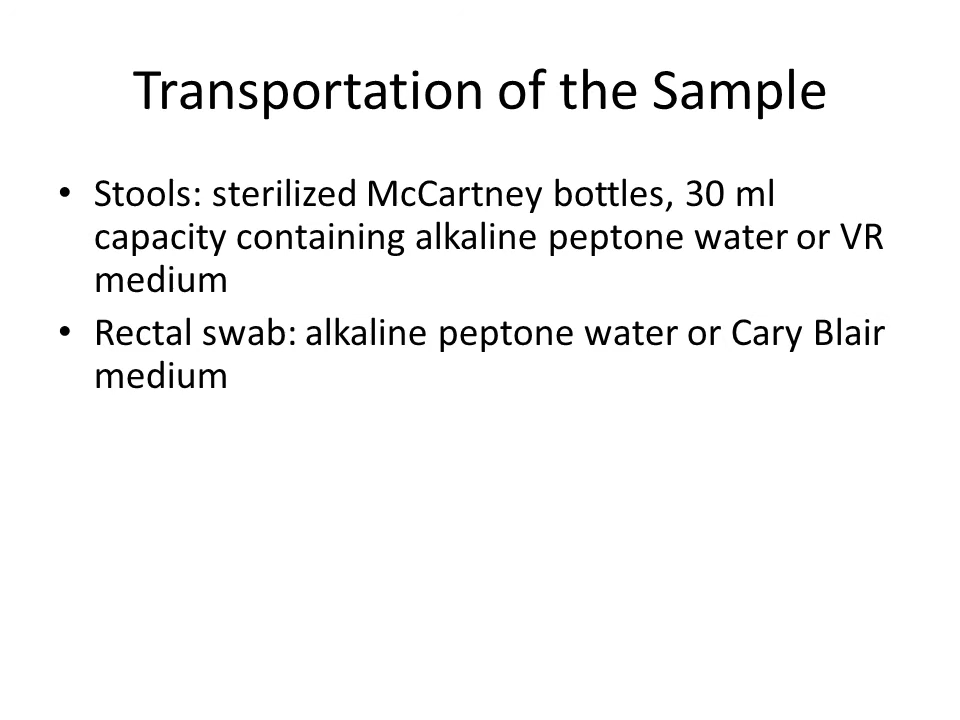 Transportation of the Sample
• Stools: sterilized McCartney bottles, 30 ml
capacity containing alkaline peptone water or VR
medium
• Rectal swab: alkaline peptone water or Cary Blair
medium